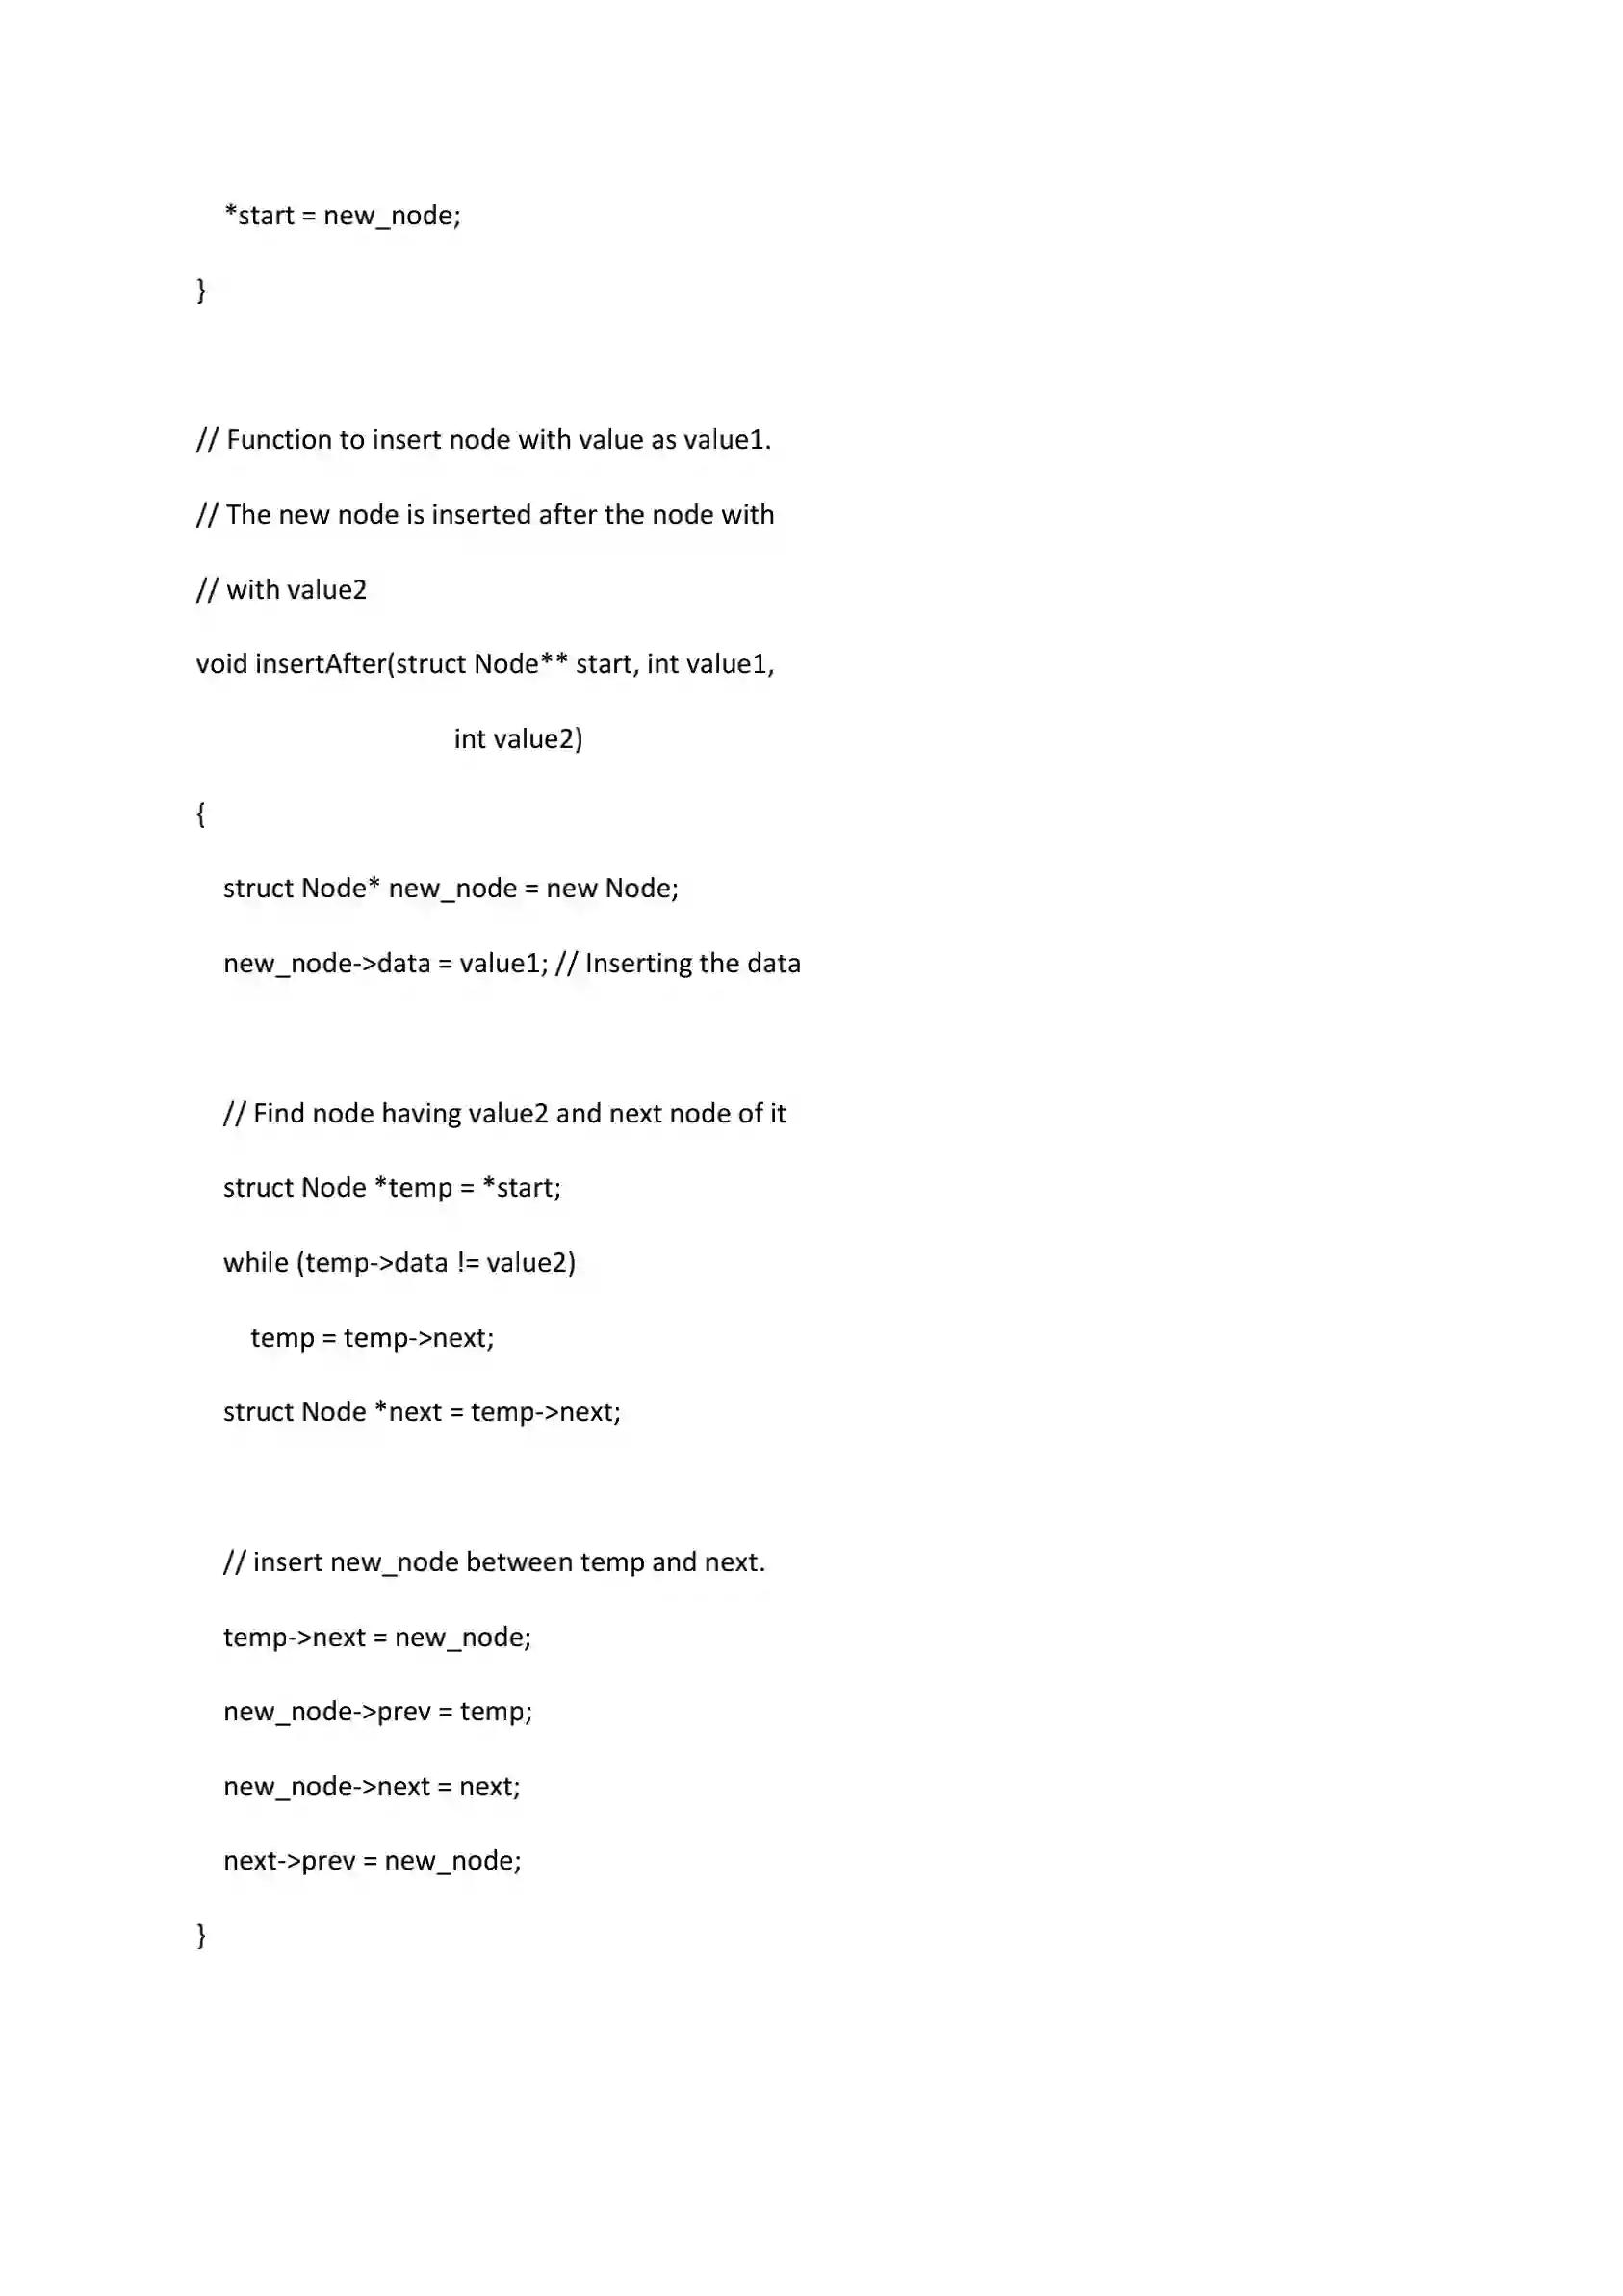 *start = new_node;
}
// Function to insert node with value as value1.
// The new node is inserted after the node with
// with value2
void insertAfter(struct Node** start, int value1,
int value2)
{
struct Node* new_node = new Node;
new_node->data = value1; // Inserting the data
// Find node having value2 and next node of it
struct Node *temp = *start;
while (temp->data != value2)
temp = temp->next;
struct Node *next = temp->next;
// insert new_node between temp and next.
temp->next = new_node;
new_node->prev = temp;
new_node->next = next;
next->prev = new_node;
}